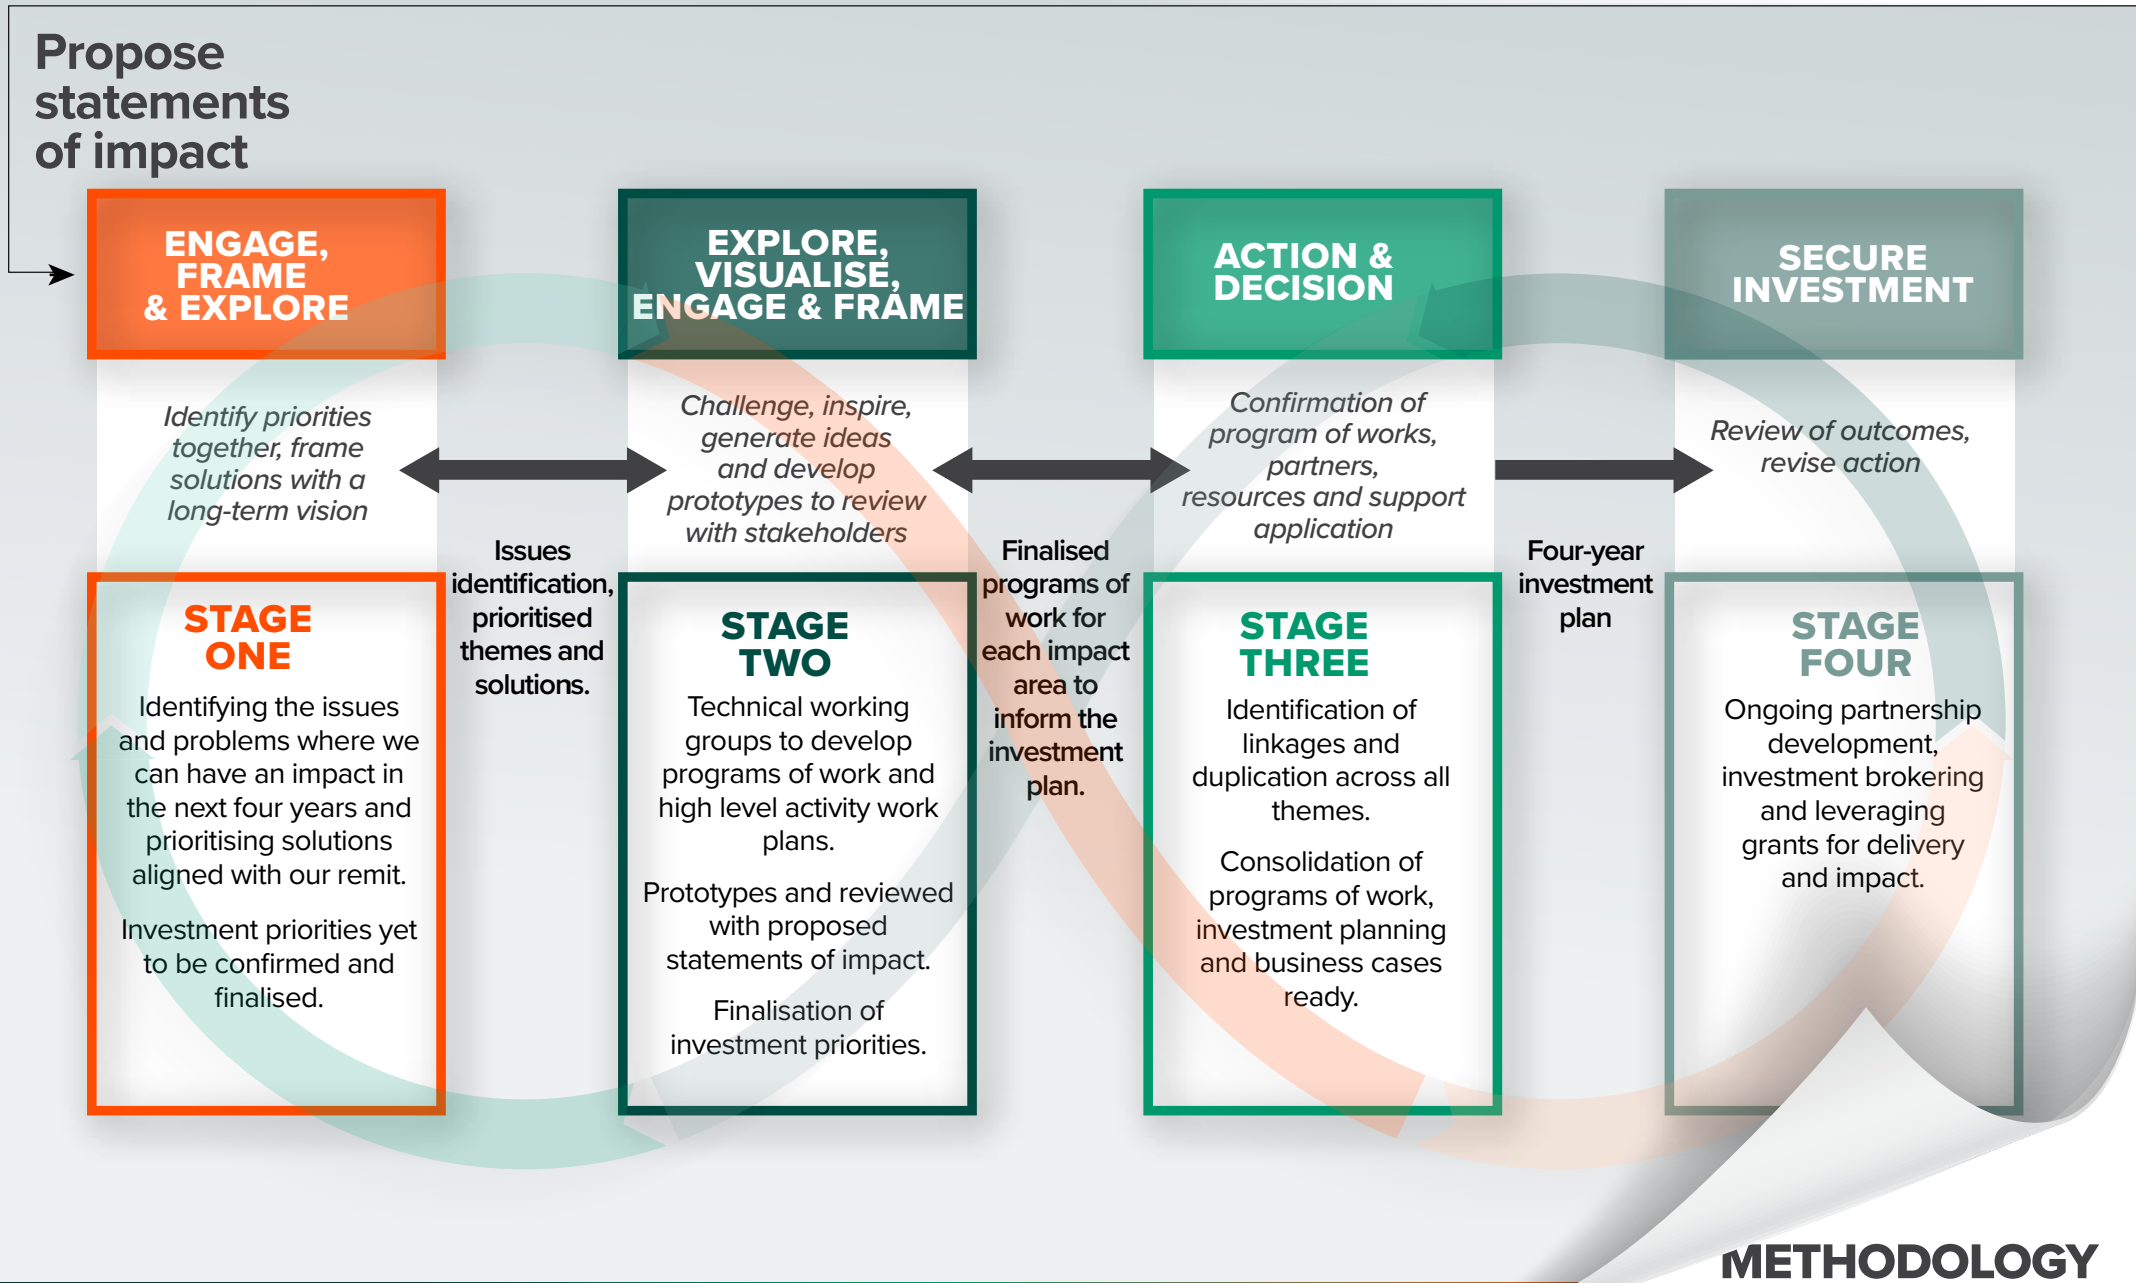 Propose
statements
of impact
ENGAGE,
FRAME
& EXPLORE
Identify priorities
together, frame
solutions with a
long-term vision
STAGE
ONE
Identifying the issues
and problems where we
can have an impact in
the next four years and
prioritising solutions
aligned with our remit.
Investment priorities yet
to be confirmed and
finalised.
Issues
identification,
prioritised
themes and
solutions.
EXPLORE,
VISUALISE,
ENGAGE & FRAME
Challenge, inspire,
generate ideas
and develop
prototypes to review
with stakeholders
STAGE
TWO
Technical working
groups to develop
programs of work and
high level activity work
plans.
Prototypes and reviewed
with proposed
statements of impact.
Finalisation of
investment priorities.
Finalised
programs of
work for
each impact
area to
inform the
investment
plan.
ACTION &
DECISION
Confirmation of
program of works,
partners,
resources and support
application
STAGE
THREE
Identification of
linkages and
duplication across all
themes.
Consolidation of
programs of work,
investment planning
and business cases
ready.
Four-year
investment
plan
SECURE
INVESTMENT
Review of outcomes,
revise action
STAGE
FOUR
Ongoing partnership
development,
investment brokering
and leveraging
grants for delivery
and impact.
METHODOLOGY